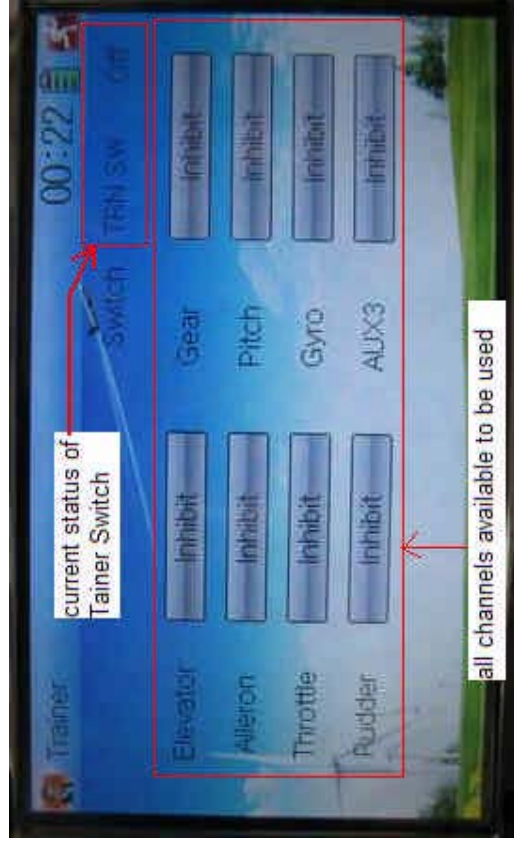 Trainer 00:22
current status of
Tainer Switch
Switch TRN SW Off
Elevator Inhibit Gear Inhibit
Aileron Inhibit Pitch Inhibit
Throttle Inhibit Gyro Inhibit
Rudder Inhibit AUX3 Inhibit
all channels available to be used